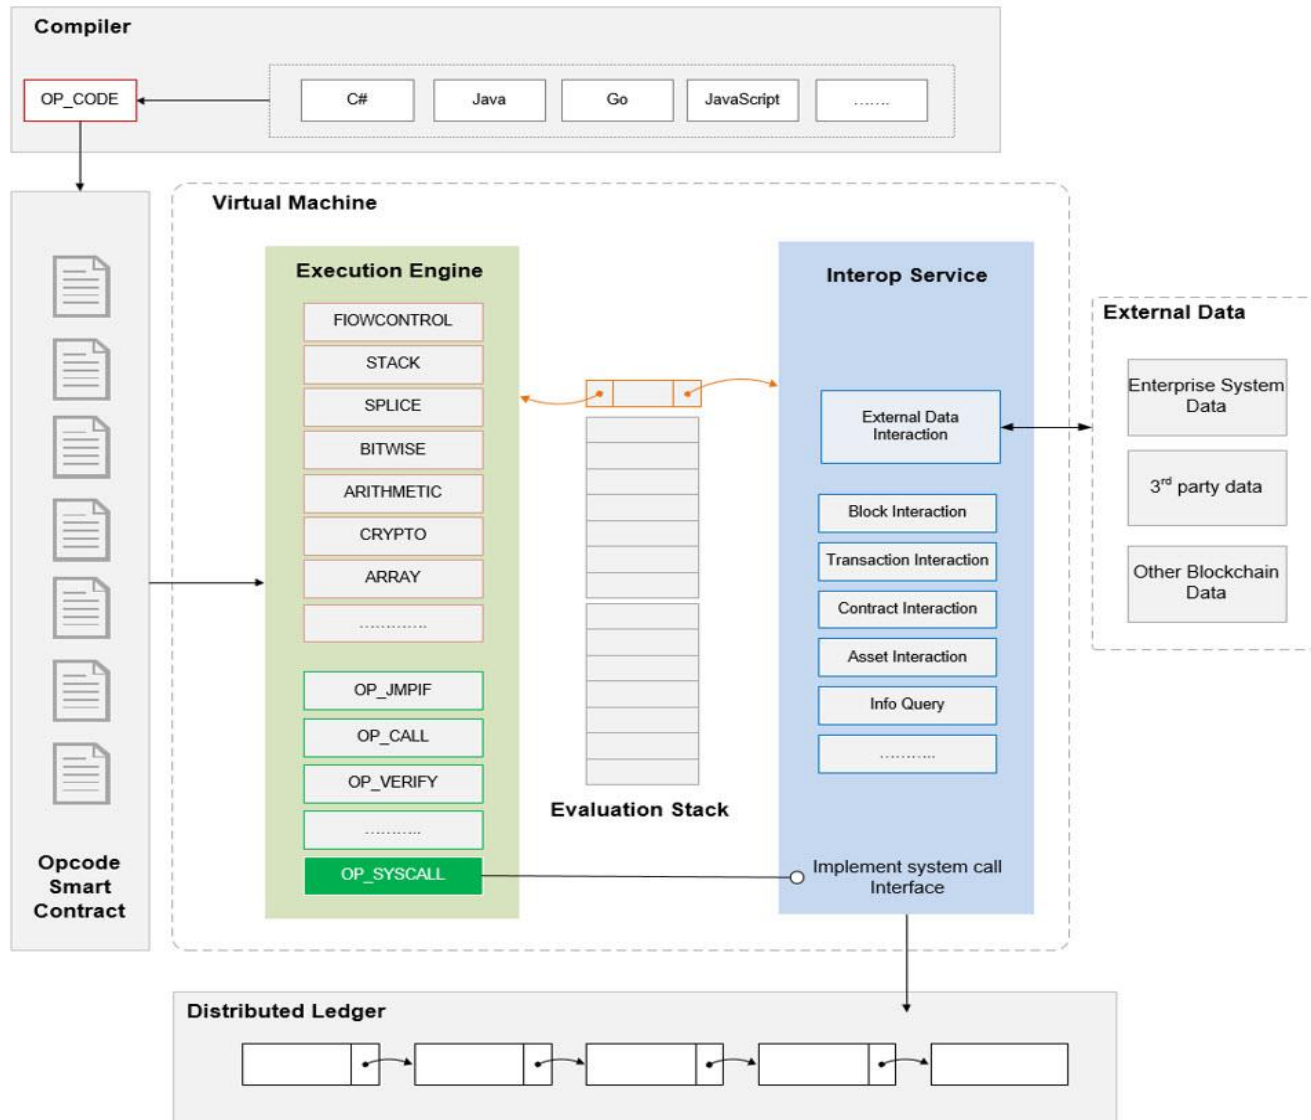 Compiler
OP_CODE
C#
Java
Go
JavaScript
.......
Virtual Machine
Execution Engine
FIOWCONTROL
STACK
SPLICE
BITWISE
ARITHMETIC
CRYPTO
ARRAY
.............
OP_JMPIF
OP_CALL
OP_VERIFY
...........
OP_SYSCALL
Evaluation Stack
Interop Service
External Data
Interaction
Block Interaction
Transaction Interaction
Contract Interaction
Asset Interaction
Info Query
...........
Implement system call
Interface
External Data
Enterprise System
Data
3rd party data
Other Blockchain
Data
Opcode
Smart
Contract
Distributed Ledger